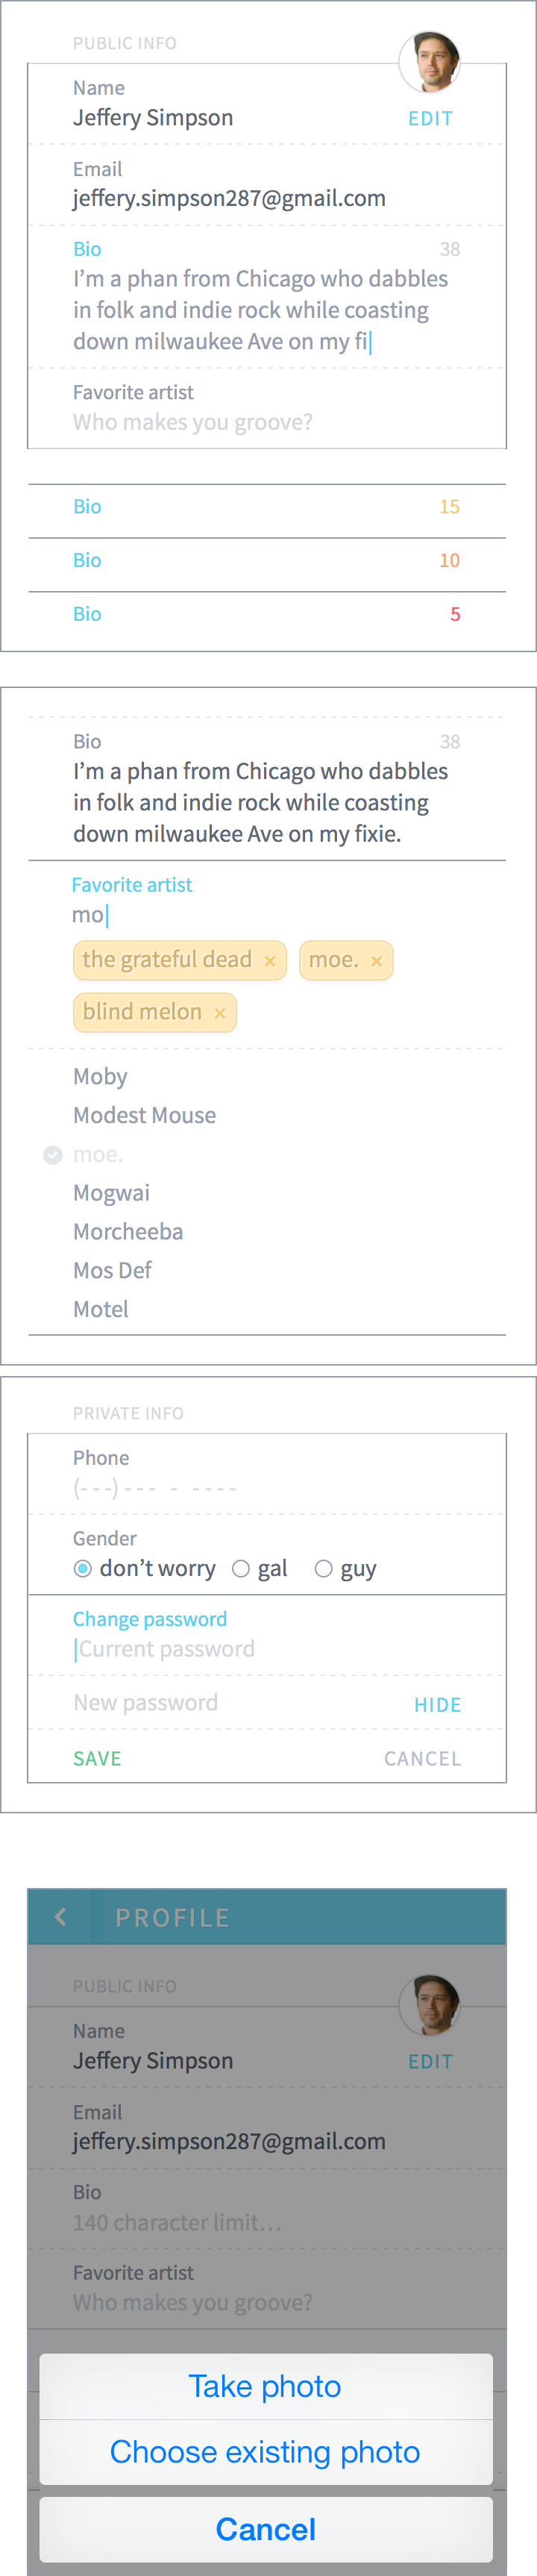 PUBLIC INFO
Name
Jeffery Simpson
EDIT
Email
jeffery.simpson287@gmail.com
Bio 38
I'm a phan from Chicago who dabbles
in folk and indie rock while coasting
down milwaukee Ave on my fi
Favorite artist
Who makes you groove?
Bio 15
Bio 10
Bio 5
Bio 38
I'm a phan from Chicago who dabbles
in folk and indie rock while coasting
down milwaukee Ave on my fixie.
Favorite artist
mo
the grateful dead × moe. ×
blind melon ×
Moby
Modest Mouse
moe.
Mogwai
Morcheeba
Mos Def
Motel
PRIVATE INFO
Phone
(---) --- - ----
Gender
don't worry gal guy
Change password
Current password
New password HIDE
SAVE CANCEL
PROFILE
PUBLIC INFO
Name
Jeffery Simpson
EDIT
Email
jeffery.simpson287@gmail.com
Bio
140 character limit...
Favorite artist
Who makes you groove?
Take photo
Choose existing photo
Cancel